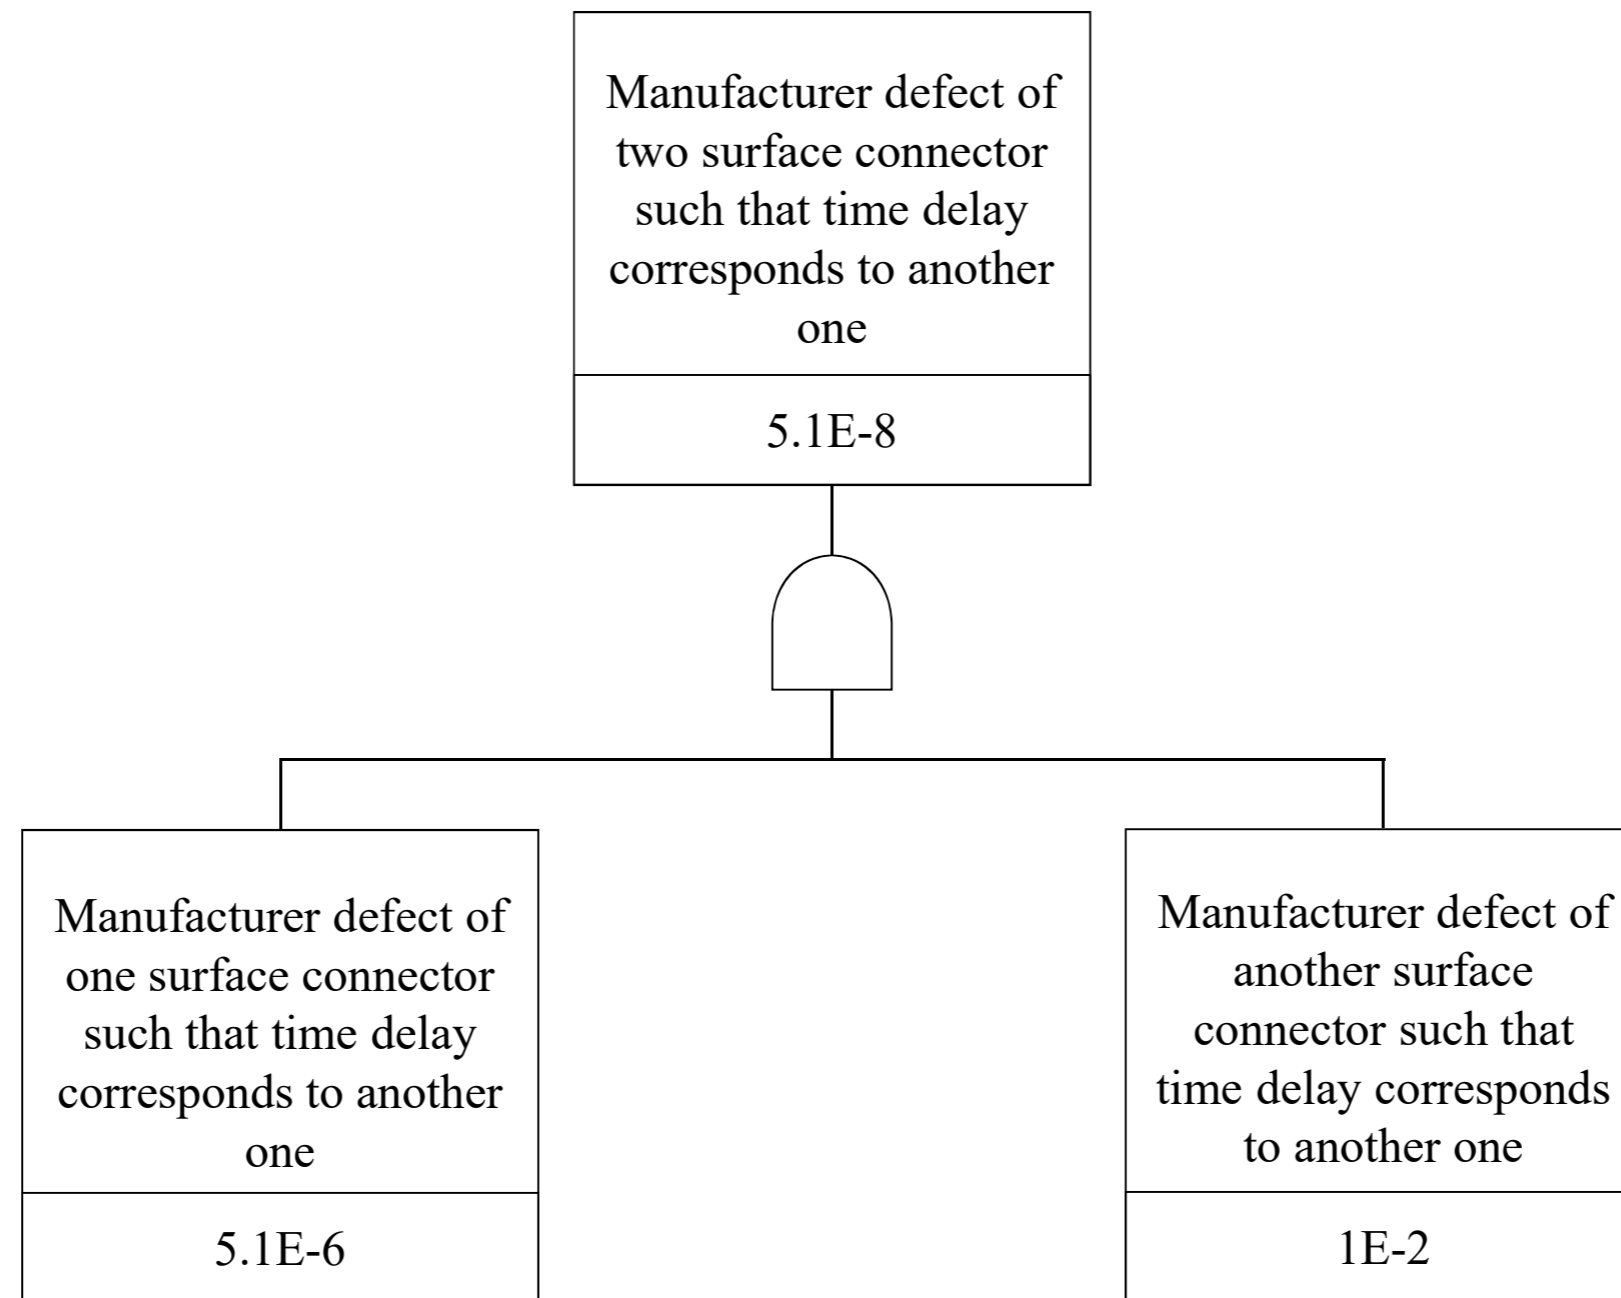 Manufacturer defect of
two surface connector
such that time delay
corresponds to another
one
5.1E-8
Manufacturer defect of
one surface connector
such that time delay
corresponds to another
one
5.1E-6
Manufacturer defect of
another surface
connector such that
time delay corresponds
to another one
1E-2